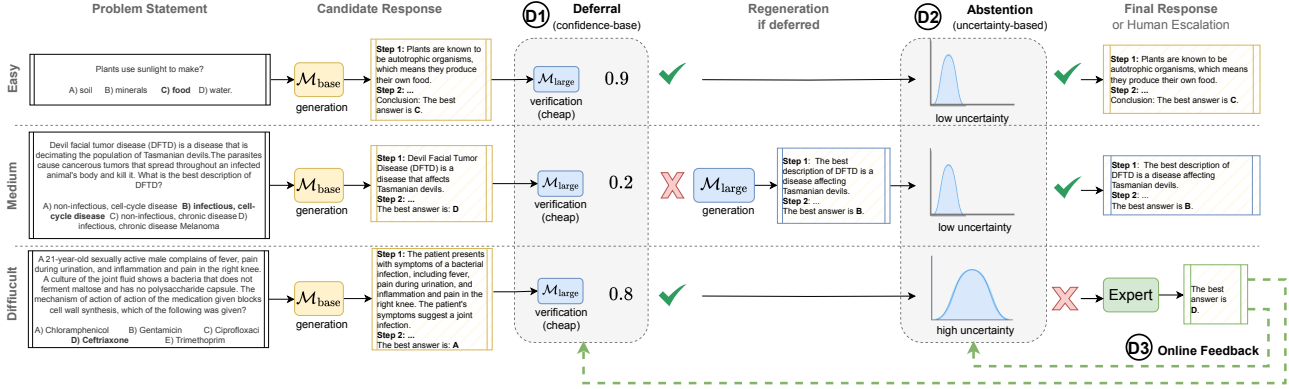 Problem Statement
Candidate Response
D1
Deferral
(confidence-base)
Regeneration
if deferred
D2
Abstention
(uncertainty-based)
Final Response
or Human Escalation
Easy
Plants use sunlight to make?
A) soil B) minerals C) food D) water.
M_base
generation
Step 1: Plants are known to
be autotrophic organisms,
which means they produce
their own food.
Step 2: ...
Conclusion: The best
answer is C.
M_large
verification
(cheap)
0.9
low uncertainty
Step 1: Plants are known to be
autotrophic organisms, which means
they produce their own food.
Step 2: ...
Conclusion: The best answer is C.
Medium
Devil facial tumor disease (DFTD) is a disease that is
decimating the population of Tasmanian devils.The parasites
cause cancerous tumors that spread throughout an infected
animal's body and kill it. What is the best description of
DFTD?
A) non-infectious, cell-cycle disease B) infectious, cell-
cycle disease C) non-infectious, chronic disease D)
infectious, chronic disease Melanoma
M_base
generation
Step 1: Devil Facial Tumor
Disease (DFTD) is a
disease that affects
Tasmanian devils.
Step 2: ...
The best answer is: D
M_large
verification
(cheap)
0.2
M_large
generation
Step 1: The best
description of DFTD is a
disease affecting
Tasmanian devils.
Step 2: ...
The best answer is B.
low uncertainty
Step 1: The best description of
DFTD is a disease affecting
Tasmanian devils.
Step 2: ...
The best answer is B.
Diffiucult
A 21-year-old sexually active male complains of fever, pain
during urination, and inflammation and pain in the right knee.
A culture of the joint fluid shows a bacteria that does not
ferment maltose and has no polysaccharide capsule. The
mechanism of action of action of the medication given blocks
cell wall synthesis, which of the following was given?
A) Chloramphenicol B) Gentamicin C) Ciprofloxaci
D) Ceftriaxone E) Trimethoprim
M_base
generation
Step 1: The patient presents
with symptoms of a bacterial
infection, including fever,
pain during urination, and
inflammation and pain in the
right knee. The patient's
symptoms suggest a joint
infection.
Step 2: ...
The best answer is: A
M_large
verification
(cheap)
0.8
high uncertainty
Expert
The best
answer is
D.
D3 Online Feedback